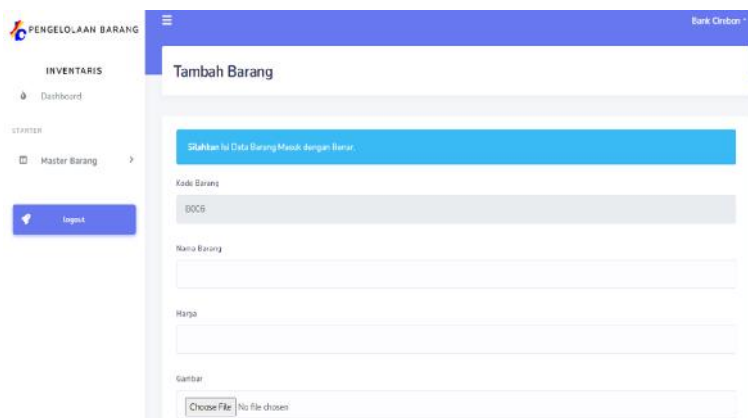 PENGELOLAAN BARANG
INVENTARIS
Dashboard
STARTER
Master Barang
logout
Bank Cirebon
Tambah Barang
Silahkan Isi Data Barang Masuk dengan Benar.
Kode Barang
B006
Nama Barang
Harga
Gambar
Choose File No file chosen